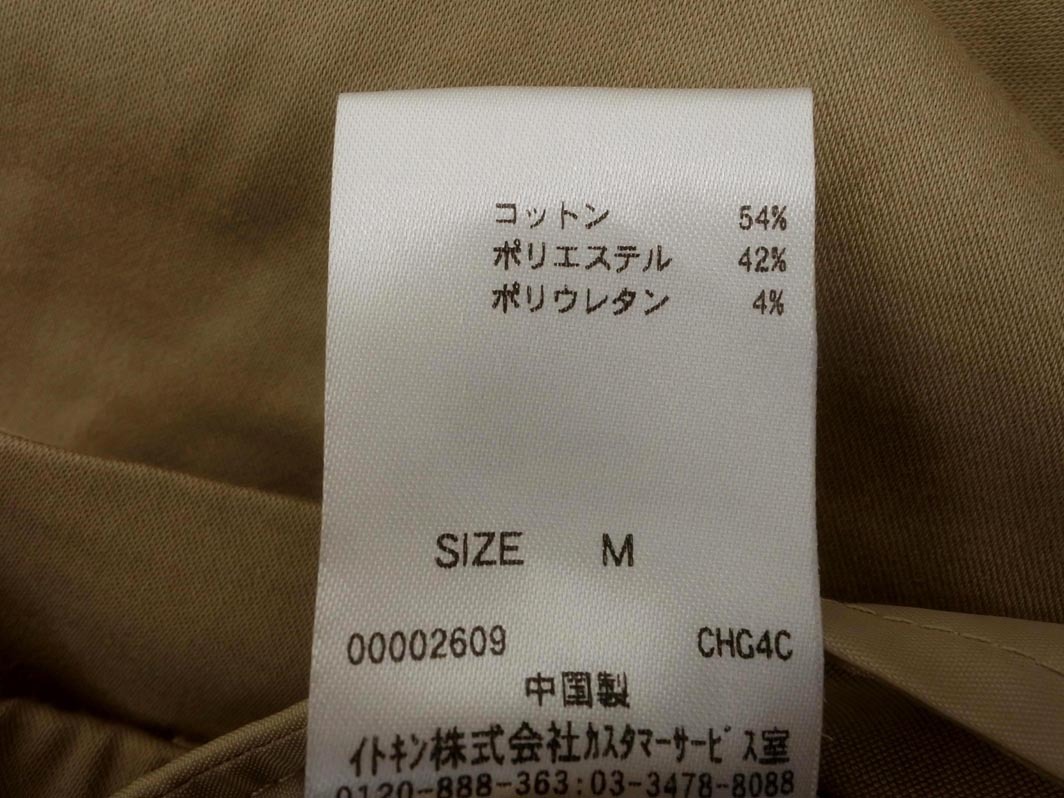 コットン 54%
ポリエステル 42%
ポリウレタン 4%
SIZE M
00002609 CHG4C
中国製
イトキン株式会社カスタマーサービス室
0120-888-363:03-3478-8088